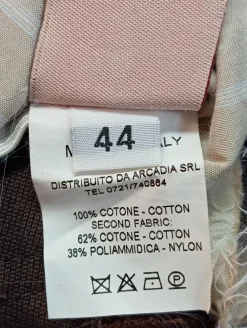 44
M LY
DISTRIBUITO DA ARCADIA SRL
TEL 0721/740864
100% COTONE - COTTON
SECOND FABRIC:
62% COTONE - COTTON
38% POLIAMMIDICA - NYLON